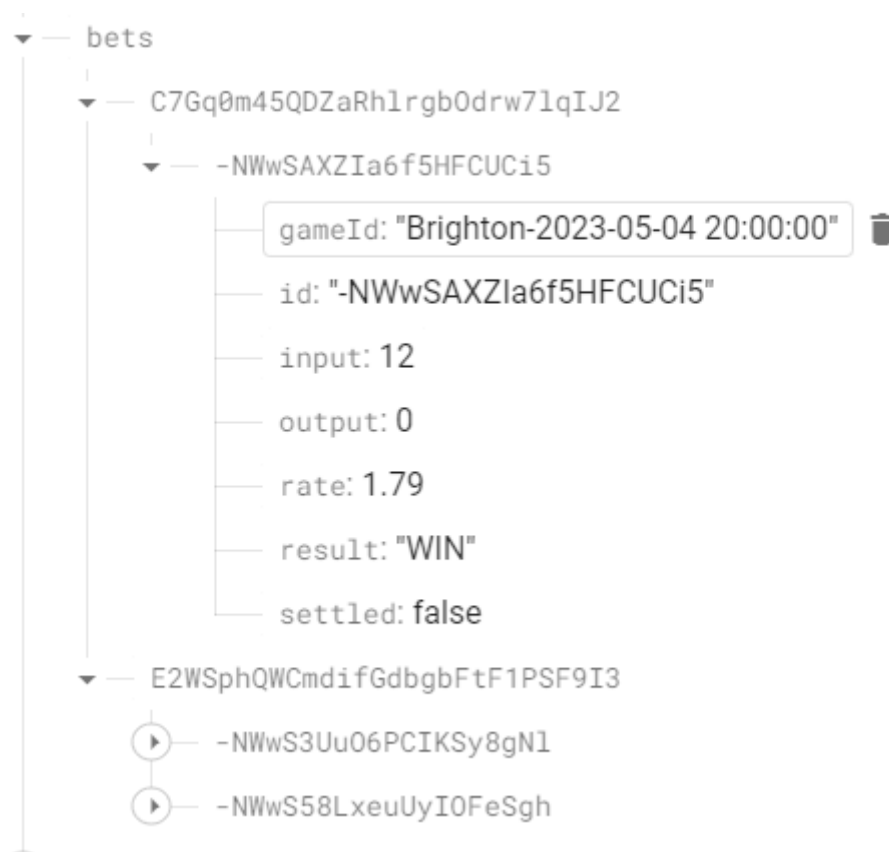 bets
C7Gq0m45QDZaRhlrgbOdrw7lqIJ2
-NWwSAXZIa6f5HFCUCi5
gameId: "Brighton-2023-05-04 20:00:00"
id: "-NWwSAXZIa6f5HFCUCi5"
input: 12
output: 0
rate: 1.79
result: "WIN"
settled: false
E2WSphQWCmdifGdbgbFtF1PSF9I3
-NWwS3UuO6PCIKSy8gNl
-NWwS58LxeuUyIOFeSgh